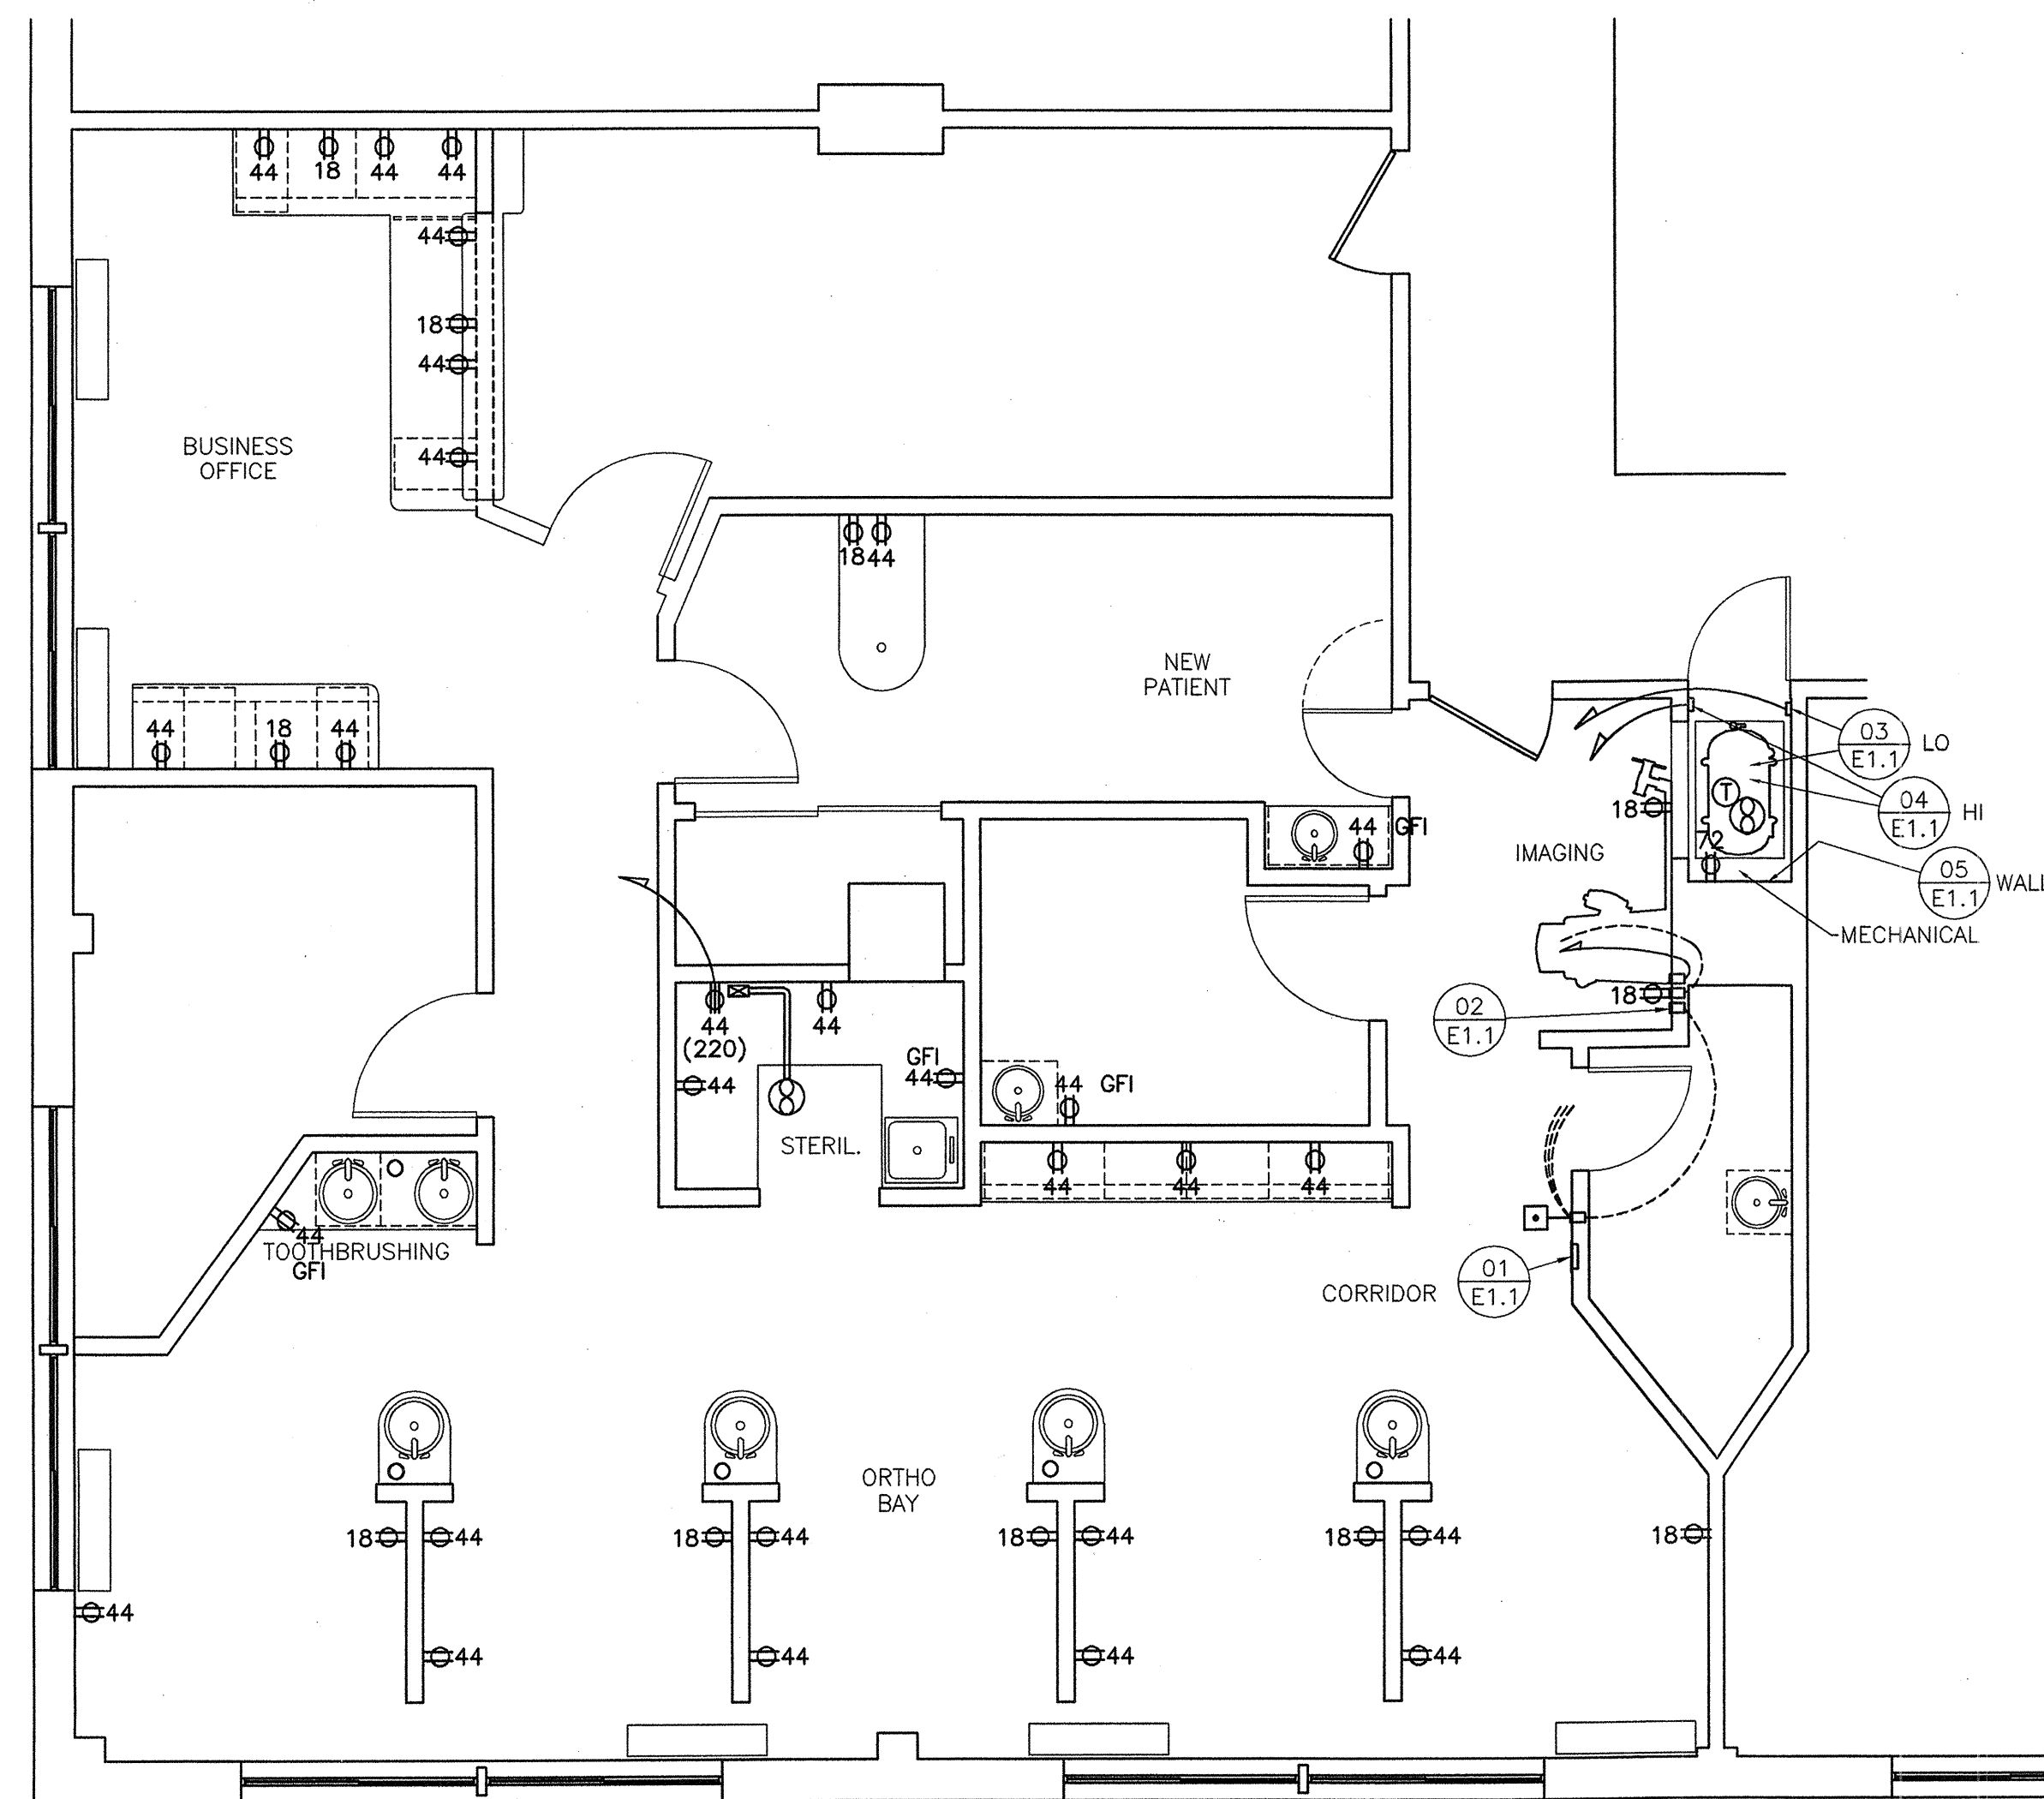 44 18 44 44
44
18
44
BUSINESS
OFFICE
44
18 44
NEW
PATIENT
44 18 44
03
E1.1
LO
04
E1.1
HI
T
18
44 GFI
72
IMAGING
05
E1.1
WALL
MECHANICAL
44
(220)
44
18
02
E1.1
44
GFI
44
44 GFI
STERIL.
44 44 44
44
TOOTHBRUSHING
GFI
CORRIDOR
01
E1.1
ORTHO
BAY
18 44 18 44 18 44 18 44 18
44
44 44 44 44